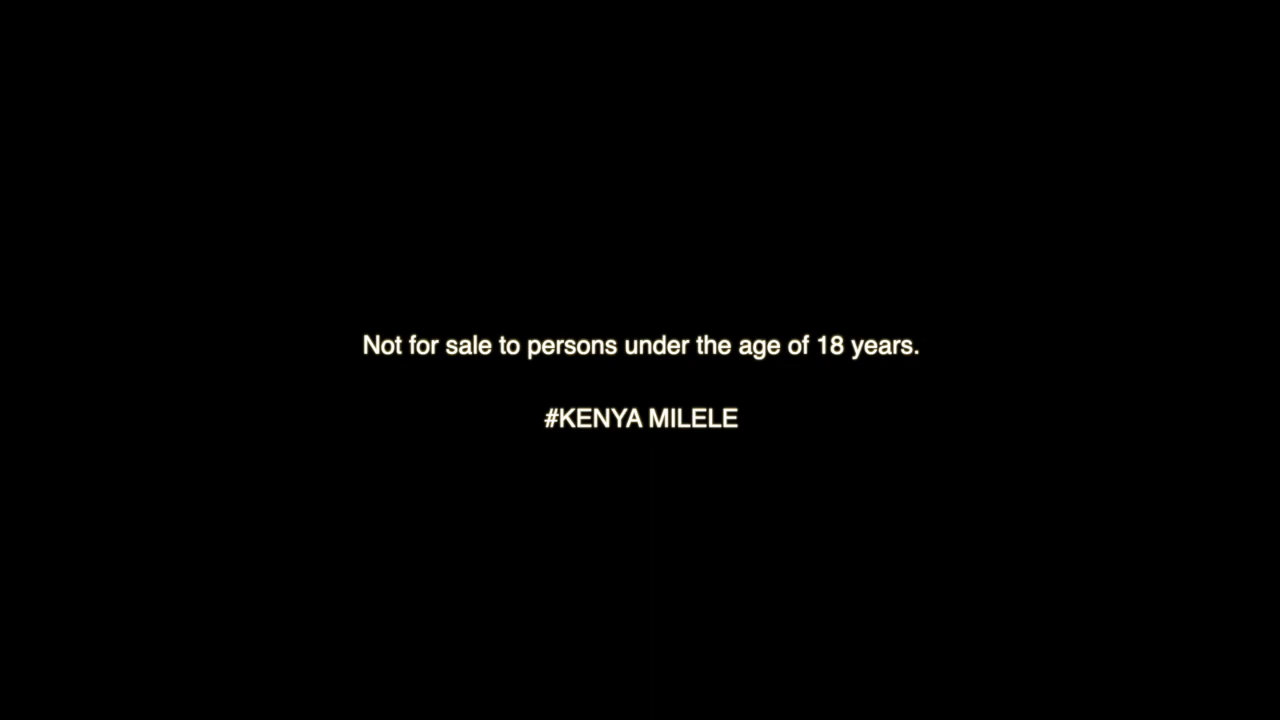 Not for sale to persons under the age of 18 years.
#KENYA MILELE